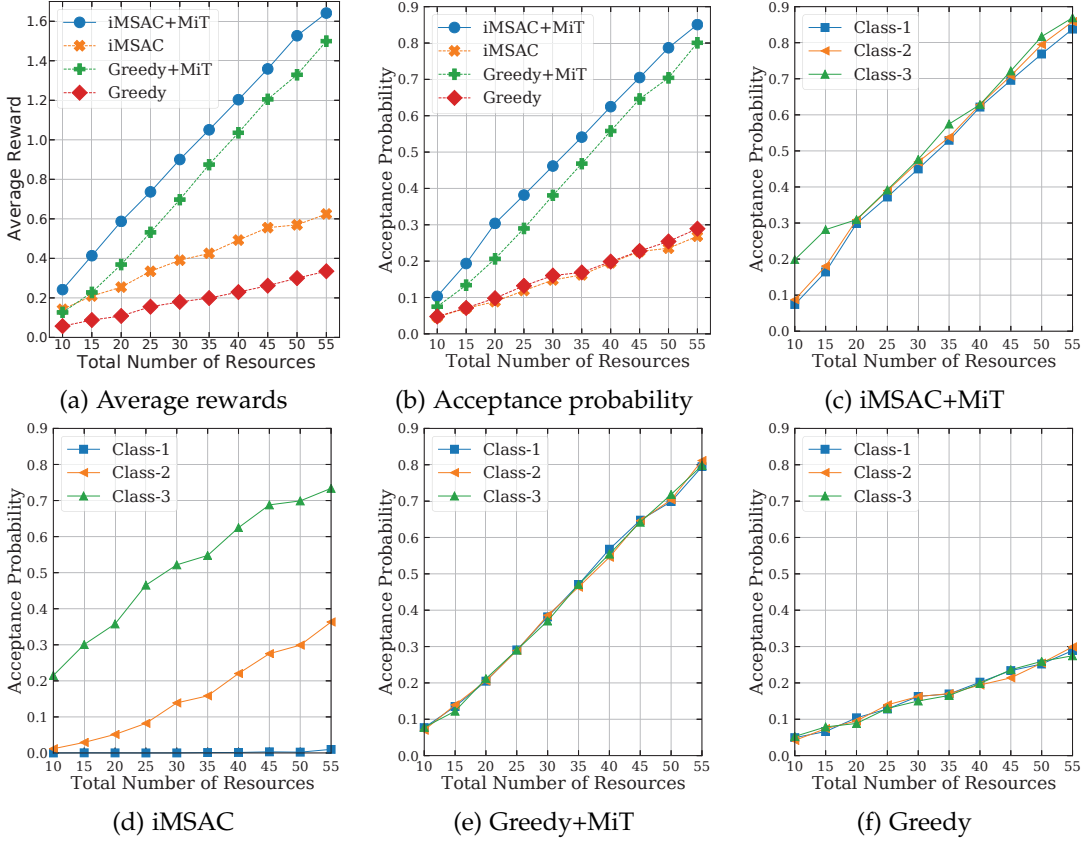 Average Reward
1.6
1.4
1.2
1.0
0.8
0.6
0.4
0.2
0.0
iMSAC+MiT
iMSAC
Greedy+MiT
Greedy
10 15 20 25 30 35 40 45 50 55
Total Number of Resources
(a) Average rewards
Acceptance Probability
0.9
0.8
0.7
0.6
0.5
0.4
0.3
0.2
0.1
0.0
iMSAC+MiT
iMSAC
Greedy+MiT
Greedy
10 15 20 25 30 35 40 45 50 55
Total Number of Resources
(b) Acceptance probability
Acceptance Probability
0.9
0.8
0.7
0.6
0.5
0.4
0.3
0.2
0.1
0.0
Class-1
Class-2
Class-3
10 15 20 25 30 35 40 45 50 55
Total Number of Resources
(c) iMSAC+MiT
Acceptance Probability
0.9
0.8
0.7
0.6
0.5
0.4
0.3
0.2
0.1
0.0
Class-1
Class-2
Class-3
10 15 20 25 30 35 40 45 50 55
Total Number of Resources
(d) iMSAC
Acceptance Probability
0.9
0.8
0.7
0.6
0.5
0.4
0.3
0.2
0.1
0.0
Class-1
Class-2
Class-3
10 15 20 25 30 35 40 45 50 55
Total Number of Resources
(e) Greedy+MiT
Acceptance Probability
0.9
0.8
0.7
0.6
0.5
0.4
0.3
0.2
0.1
0.0
Class-1
Class-2
Class-3
10 15 20 25 30 35 40 45 50 55
Total Number of Resources
(f) Greedy